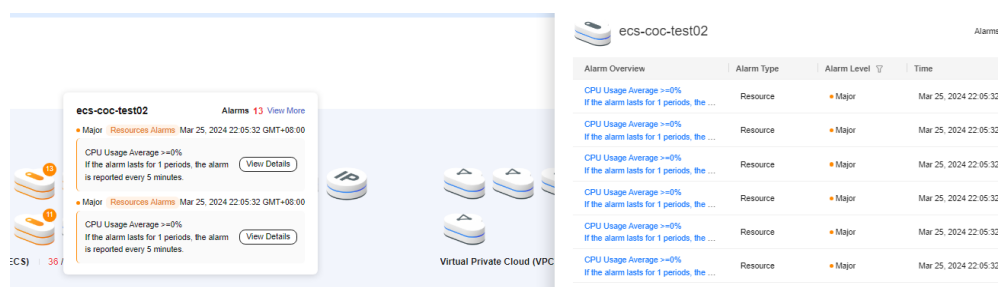 ecs-coc-test02 Alarms 13 View More
Major Resources Alarms Mar 25, 2024 22:05:32 GMT+08:00
CPU Usage Average >=0%
If the alarm lasts for 1 periods, the alarm
is reported every 5 minutes.
View Details
Major Resources Alarms Mar 25, 2024 22:05:32 GMT+08:00
CPU Usage Average >=0%
If the alarm lasts for 1 periods, the alarm
is reported every 5 minutes.
View Details
13
11
IP
ECS) 36 /
Virtual Private Cloud (VPC
ecs-coc-test02 Alarms
Alarm Overview Alarm Type Alarm Level Time
CPU Usage Average >=0%
If the alarm lasts for 1 periods, the ...
Resource Major Mar 25, 2024 22:05:32
CPU Usage Average >=0%
If the alarm lasts for 1 periods, the ...
Resource Major Mar 25, 2024 22:05:32
CPU Usage Average >=0%
If the alarm lasts for 1 periods, the ...
Resource Major Mar 25, 2024 22:05:32
CPU Usage Average >=0%
If the alarm lasts for 1 periods, the ...
Resource Major Mar 25, 2024 22:05:32
CPU Usage Average >=0%
If the alarm lasts for 1 periods, the ...
Resource Major Mar 25, 2024 22:05:32
CPU Usage Average >=0%
If the alarm lasts for 1 periods, the ...
Resource Major Mar 25, 2024 22:05:32